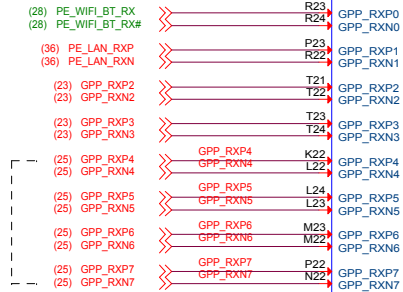 (28) PE_WIFI_BT_RX R23 GPP_RXP0
(28) PE_WIFI_BT_RX# R24 GPP_RXN0
(36) PE_LAN_RXP P23 GPP_RXP1
(36) PE_LAN_RXN R22 GPP_RXN1
(23) GPP_RXP2 T21 GPP_RXP2
(23) GPP_RXN2 T22 GPP_RXN2
(23) GPP_RXP3 T23 GPP_RXP3
(23) GPP_RXN3 T24 GPP_RXN3
(25) GPP_RXP4 GPP_RXP4 K22 GPP_RXP4
(25) GPP_RXN4 GPP_RXN4 L22 GPP_RXN4
(25) GPP_RXP5 GPP_RXP5 L24 GPP_RXP5
(25) GPP_RXN5 GPP_RXN5 L23 GPP_RXN5
(25) GPP_RXP6 GPP_RXP6 M23 GPP_RXP6
(25) GPP_RXN6 GPP_RXN6 M22 GPP_RXN6
(25) GPP_RXP7 GPP_RXP7 P22 GPP_RXP7
(25) GPP_RXN7 GPP_RXN7 N22 GPP_RXN7